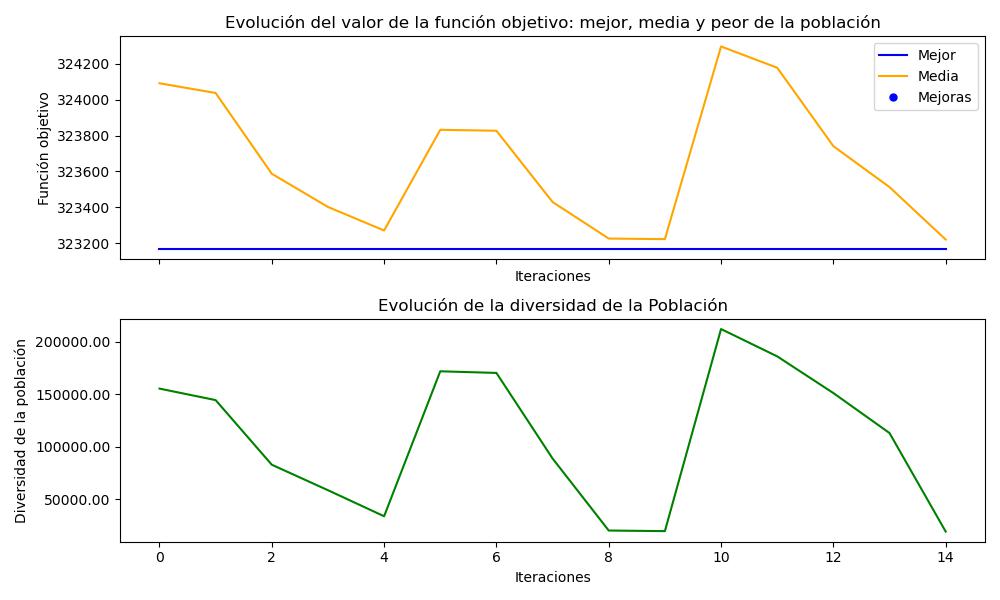 Evolución del valor de la función objetivo: mejor, media y peor de la población
Función objetivo
324200
324000
323800
323600
323400
323200
Mejor
Media
Mejoras
Iteraciones
Evolución de la diversidad de la Población
Diversidad de la población
200000.00
150000.00
100000.00
50000.00
0 2 4 6 8 10 12 14
Iteraciones